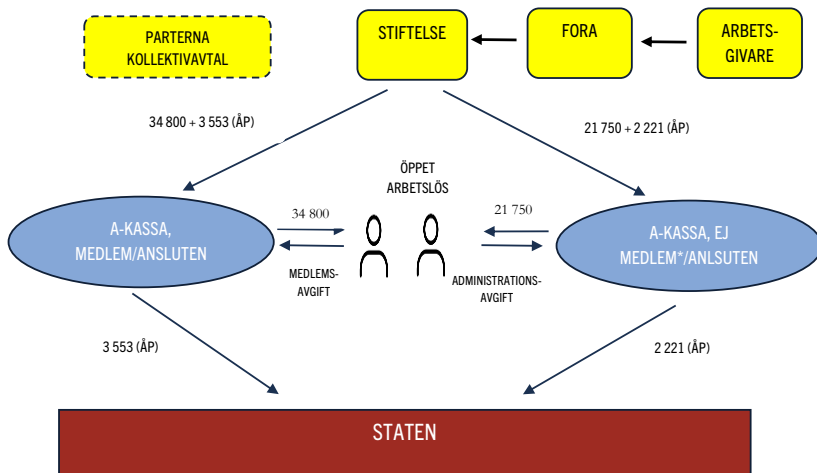 PARTERNA
KOLLEKTIVAVTAL
STIFTELSE
FORA
ARBETS-
GIVARE
34 800 + 3 553 (ÅP)
21 750 + 2 221 (ÅP)
ÖPPET
ARBETSLÖS
A-KASSA,
MEDLEM/ANSLUTEN
34 800
21 750
A-KASSA, EJ
MEDLEM*/ANLSUTEN
MEDLEMS-
AVGIFT
ADMINISTRATIONS-
AVGIFT
3 553 (ÅP)
2 221 (ÅP)
STATEN